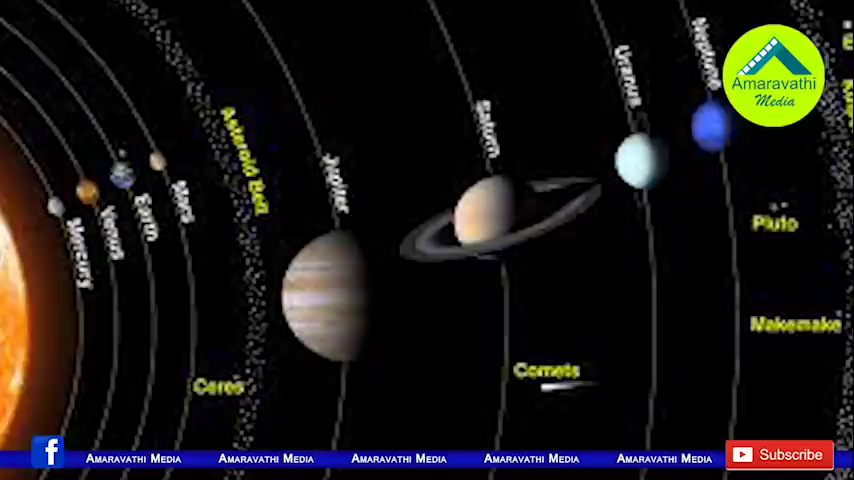 Mercury
Venus
Earth
Mars
Asteroid Belt
Ceres
Jupiter
Saturn
Comets
Uranus
Neptune
Pluto
Makemake
Amaravathi
Media
Amaravathi Media
Amaravathi Media
Amaravathi Media
Amaravathi Media
Amaravathi Media
Subscribe